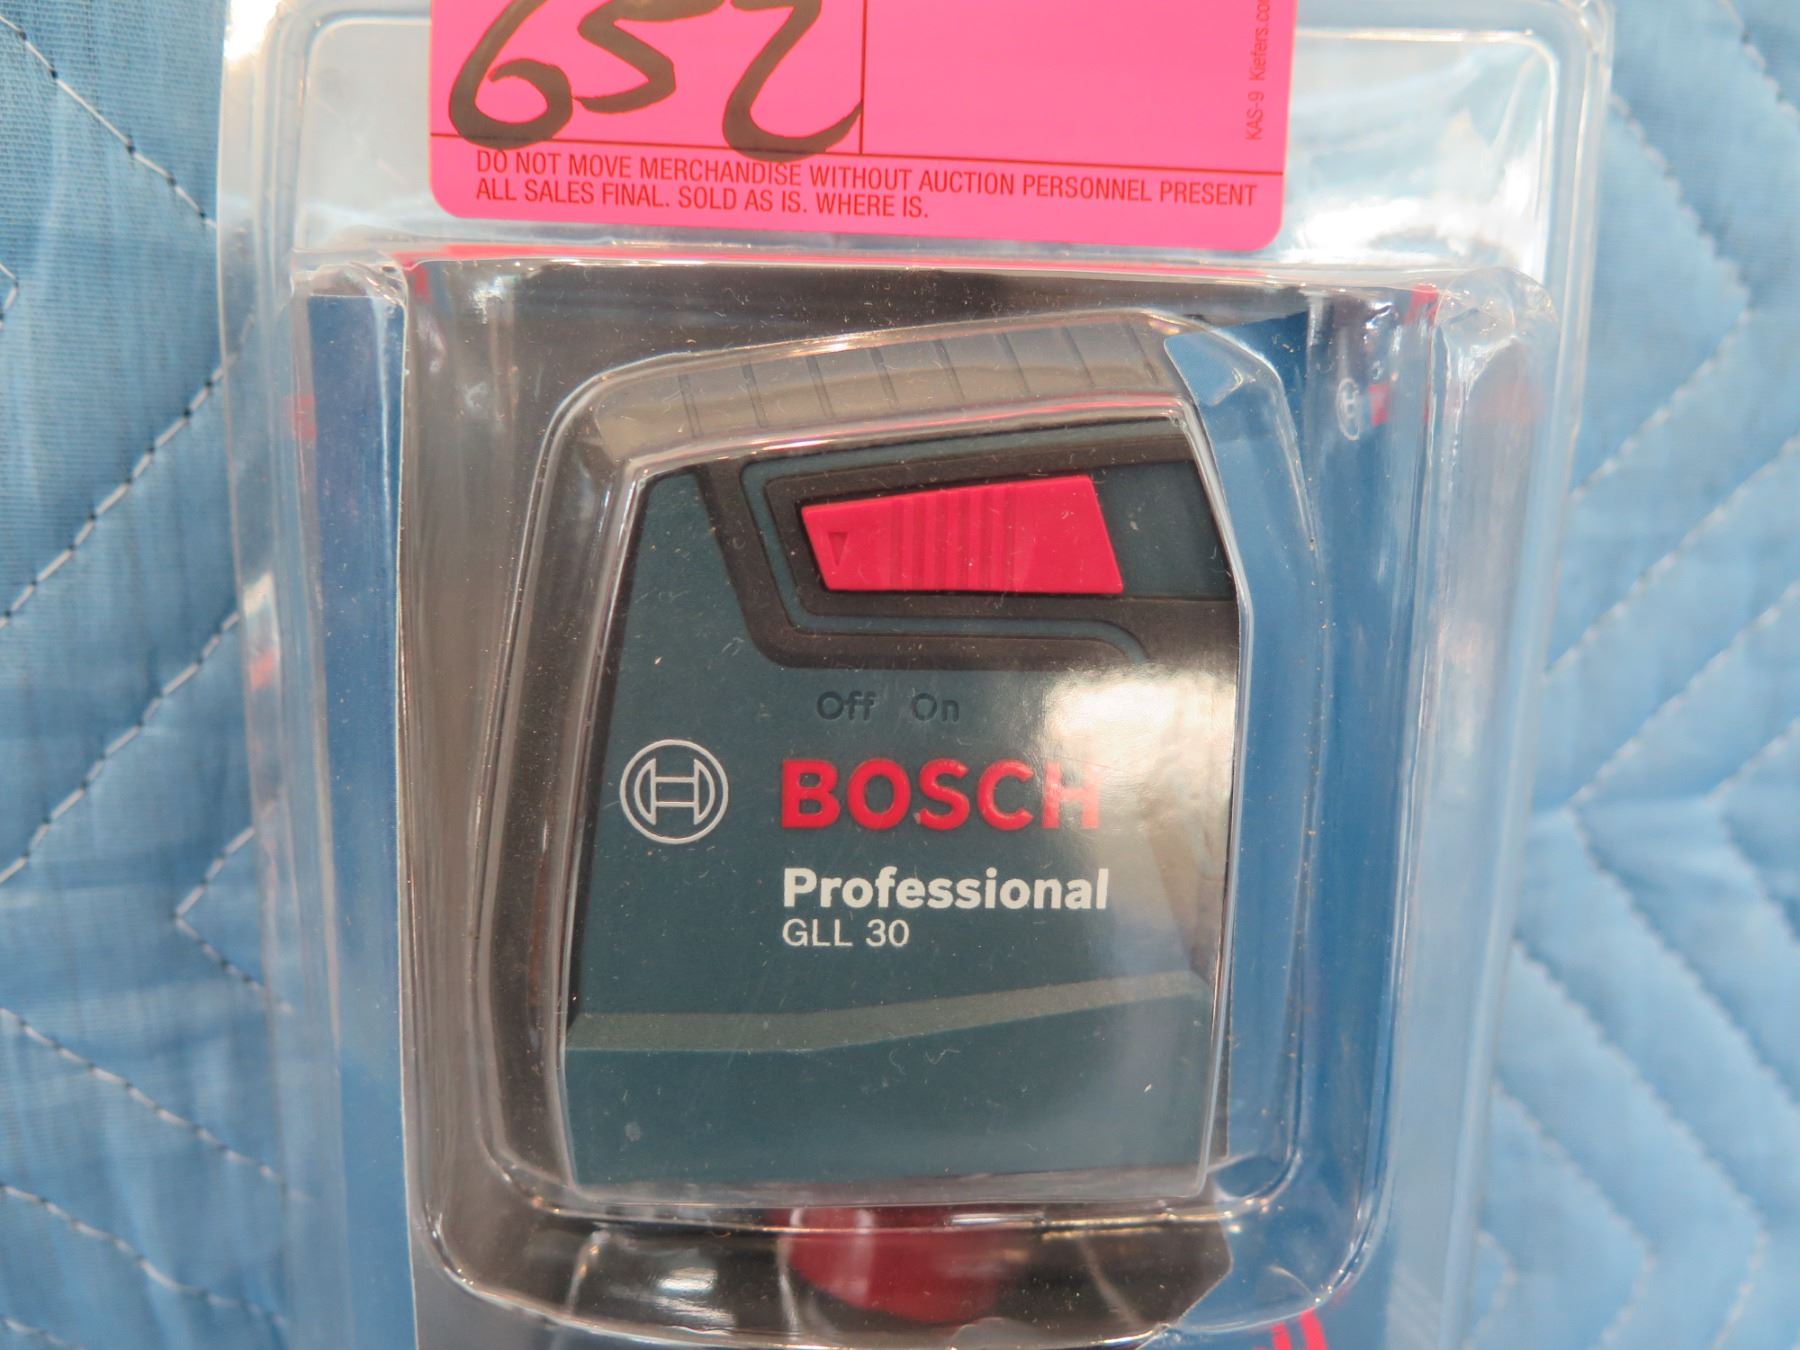 652
KAS-9 Kiefers.co
DO NOT MOVE MERCHANDISE WITHOUT AUCTION PERSONNEL PRESENT
ALL SALES FINAL. SOLD AS IS. WHERE IS.
Off On
BOSCH
Professional
GLL 30